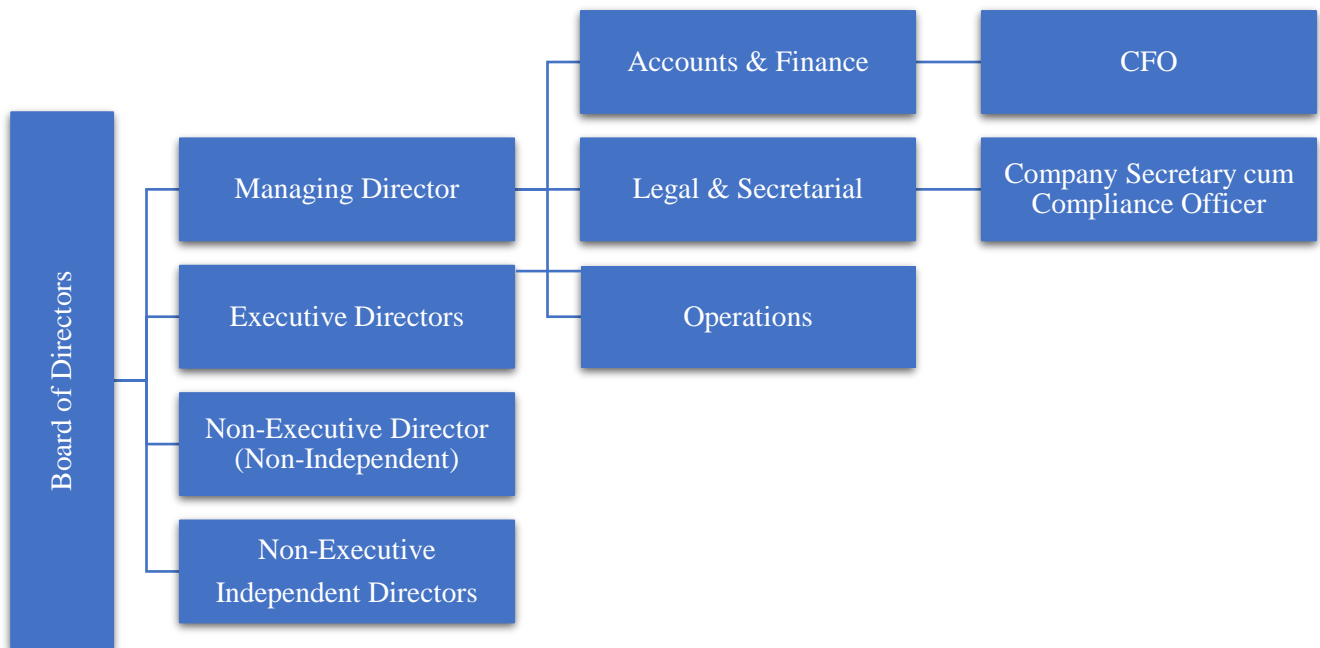 Board of Directors
Managing Director
Executive Directors
Non-Executive Director
(Non-Independent)
Non-Executive
Independent Directors
Accounts & Finance
Legal & Secretarial
Operations
CFO
Company Secretary cum
Compliance Officer